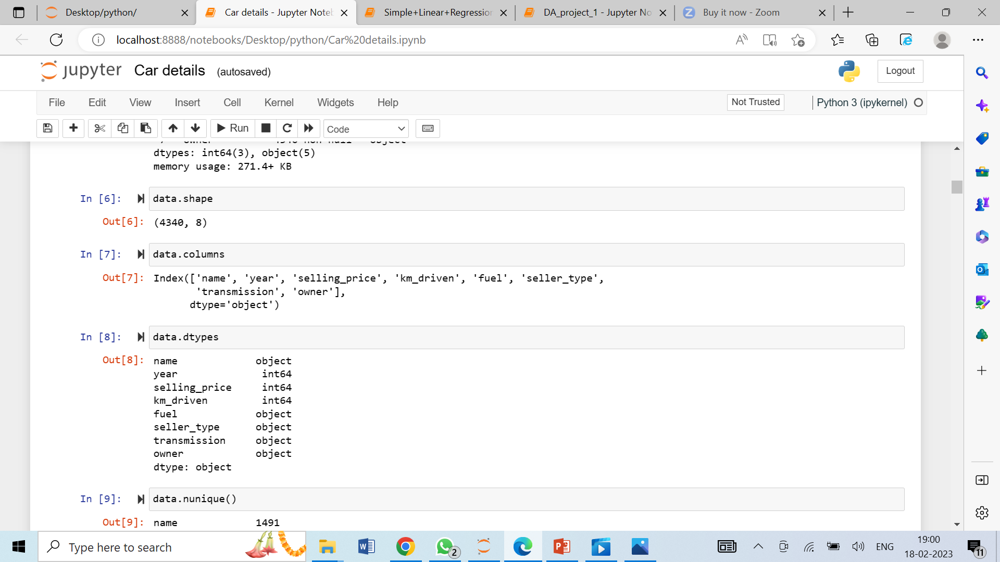 Desktop/python/
Car details - Jupyter Noteb
Simple+Linear+Regression
DA_project_1 - Jupyter No
Buy it now - Zoom
localhost:8888/notebooks/Desktop/python/Car%20details.ipynb
jupyter Car details (autosaved)
Logout
File Edit View Insert Cell Kernel Widgets Help
Not Trusted
Python 3 (ipykernel)
Run
Code
dtypes: int64(3), object(5)
memory usage: 271.4+ KB
In [6]: data.shape
Out[6]: (4340, 8)
In [7]: data.columns
Out[7]: Index(['name', 'year', 'selling_price', 'km_driven', 'fuel', 'seller_type',
'transmission', 'owner'],
dtype='object')
In [8]: data.dtypes
Out[8]: name object
year int64
selling_price int64
km_driven int64
fuel object
seller_type object
transmission object
owner object
dtype: object
In [9]: data.nunique()
Out[9]: name 1491
Type here to search
2
ENG
19:00
18-02-2023
11